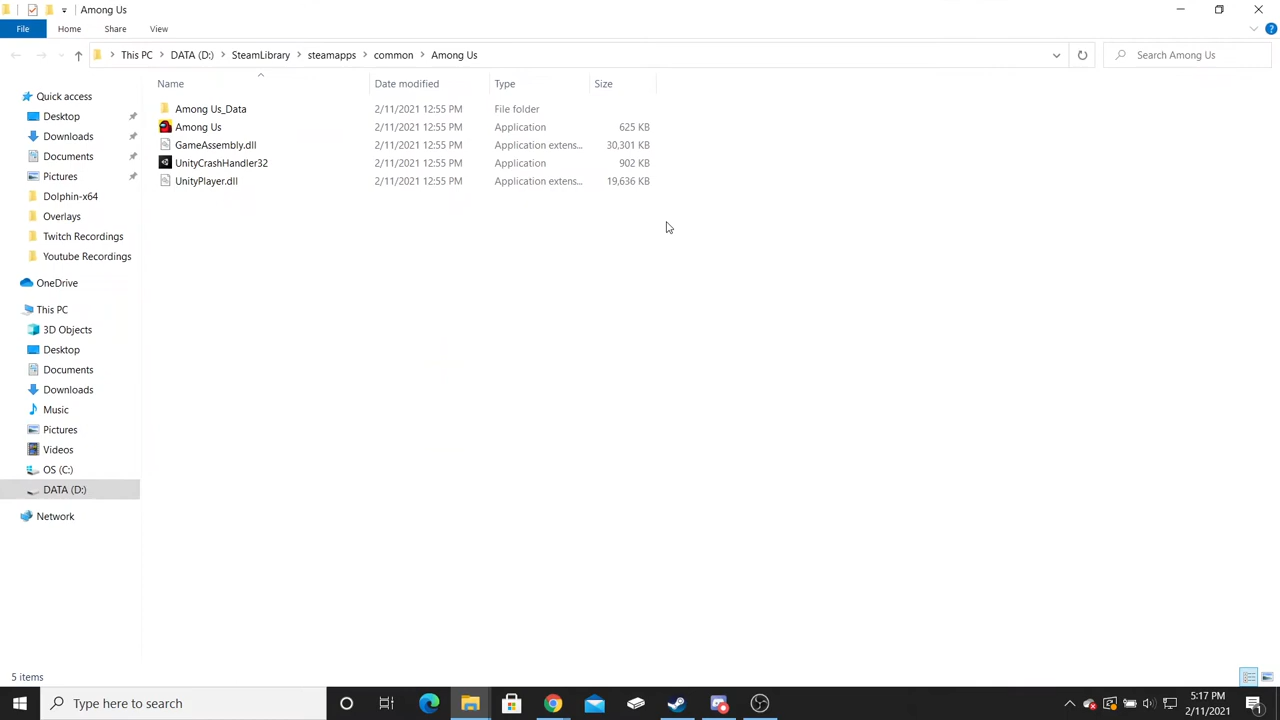 Among Us
File Home Share View
This PC DATA (D:) SteamLibrary steamapps common Among Us Search Among Us
Name Date modified Type Size
Among Us_Data 2/11/2021 12:55 PM File folder
Among Us 2/11/2021 12:55 PM Application 625 KB
GameAssembly.dll 2/11/2021 12:55 PM Application extens... 30,301 KB
UnityCrashHandler32 2/11/2021 12:55 PM Application 902 KB
UnityPlayer.dll 2/11/2021 12:55 PM Application extens... 19,636 KB
Quick access
Desktop
Downloads
Documents
Pictures
Dolphin-x64
Overlays
Twitch Recordings
Youtube Recordings
OneDrive
This PC
3D Objects
Desktop
Documents
Downloads
Music
Pictures
Videos
OS (C:)
DATA (D:)
Network
5 items
Type here to search
5:17 PM
2/11/2021
1